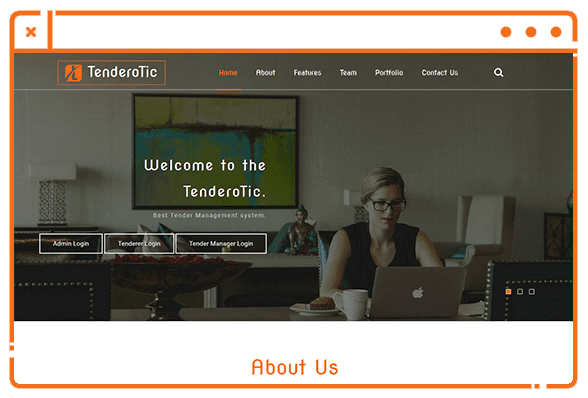 TenderoTic
Home About Features Team Portfolio Contact Us
Welcome to the
TenderoTic.
Best Tender Management system.
Admin Login Tenderer Login Tender Manager Login
About Us